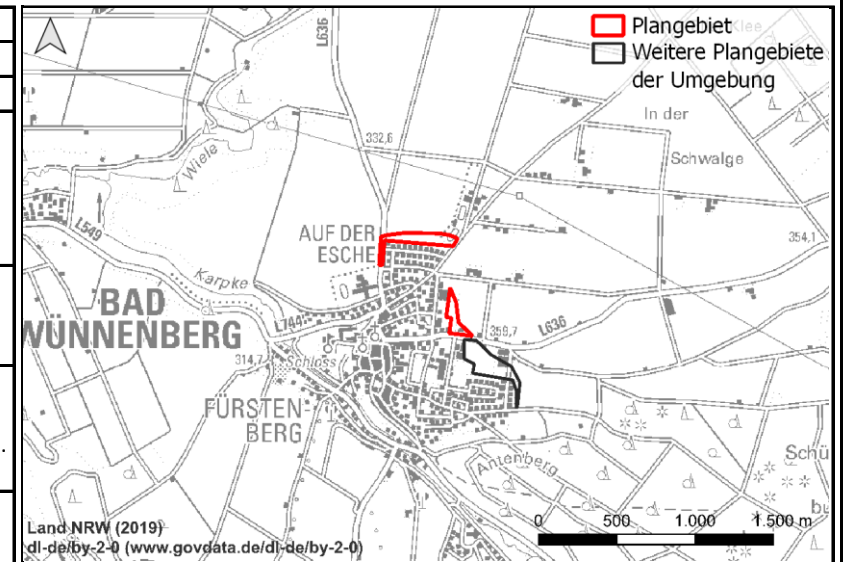 Plangebiet
Klee
Weitere Plangebiete
der Umgebung
L636
In der
Schwalge
332,6
Wiele
L549
AUF DER
ESCHE
354,1
Karpke
BAD
WÜNNENBERG
L744
359,7
L636
314,7
Schloss
FÜRSTEN-
BERG
Antenberg
Schü
Land NRW (2019)
dl-de/by-2-0 (www.govdata.de/dl-de/by-2-0)
0 500 1.000 1.500 m